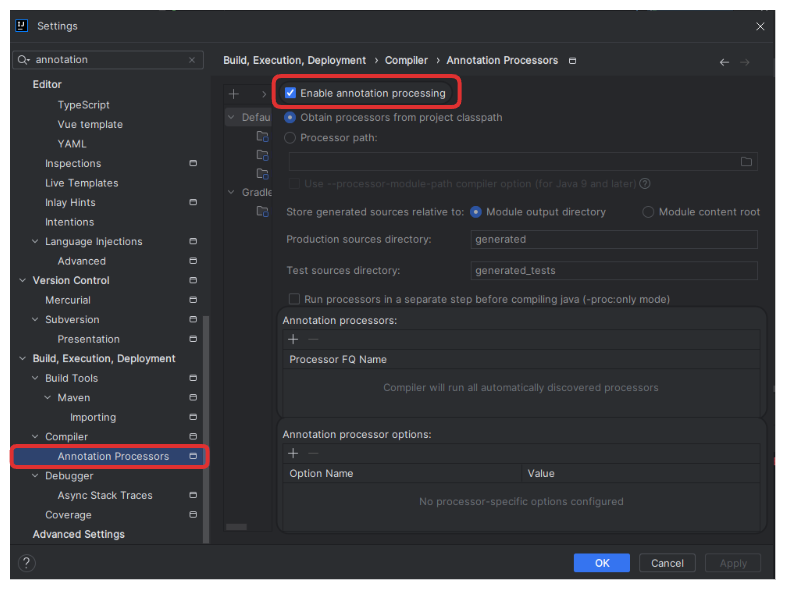 Settings
annotation
Editor
TypeScript
Vue template
YAML
Inspections
Live Templates
Inlay Hints
Intentions
Language Injections
Advanced
Version Control
Mercurial
Subversion
Presentation
Build, Execution, Deployment
Build Tools
Maven
Importing
Compiler
Annotation Processors
Debugger
Async Stack Traces
Coverage
Advanced Settings
Build, Execution, Deployment › Compiler › Annotation Processors
Defau
Gradle
Enable annotation processing
Obtain processors from project classpath
Processor path:
Use --processor-module-path compiler option (for Java 9 and later)
Store generated sources relative to: Module output directory Module content root
Production sources directory: generated
Test sources directory: generated_tests
Run processors in a separate step before compiling java (-proc:only mode)
Annotation processors:
Processor FQ Name
Compiler will run all automatically discovered processors
Annotation processor options:
Option Name Value
No processor-specific options configured
? OK Cancel Apply